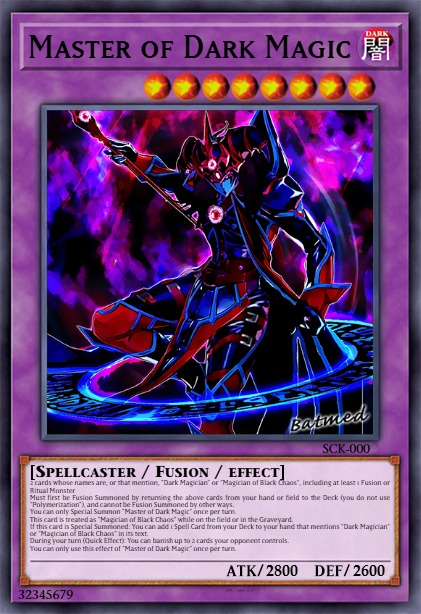 MASTER OF DARK MAGIC
DARK
闇
Batmed
SCK-000
[SPELLCASTER / FUSION / EFFECT]
2 cards whose names are, or that mention, "Dark Magician" or "Magician of Black Chaos", including at least 1 Fusion or
Ritual Monster
Must first be Fusion Summoned by returning the above cards from your hand or field to the Deck (you do not use
"Polymerization"), and cannot be Fusion Summoned by other ways.
You can only Special Summon "Master of Dark Magic" once per turn.
This card is treated as "Magician of Black Chaos" while on the field or in the Graveyard.
If this card is Special Summoned: You can add 1 Spell Card from your Deck to your hand that mentions "Dark Magician"
or "Magician of Black Chaos" in its text.
During your turn (Quick Effect): You can banish up to 2 cards your opponent controls.
You can only use this effect of "Master of Dark Magic" once per turn.
ATK/2800 DEF/2600
32345679